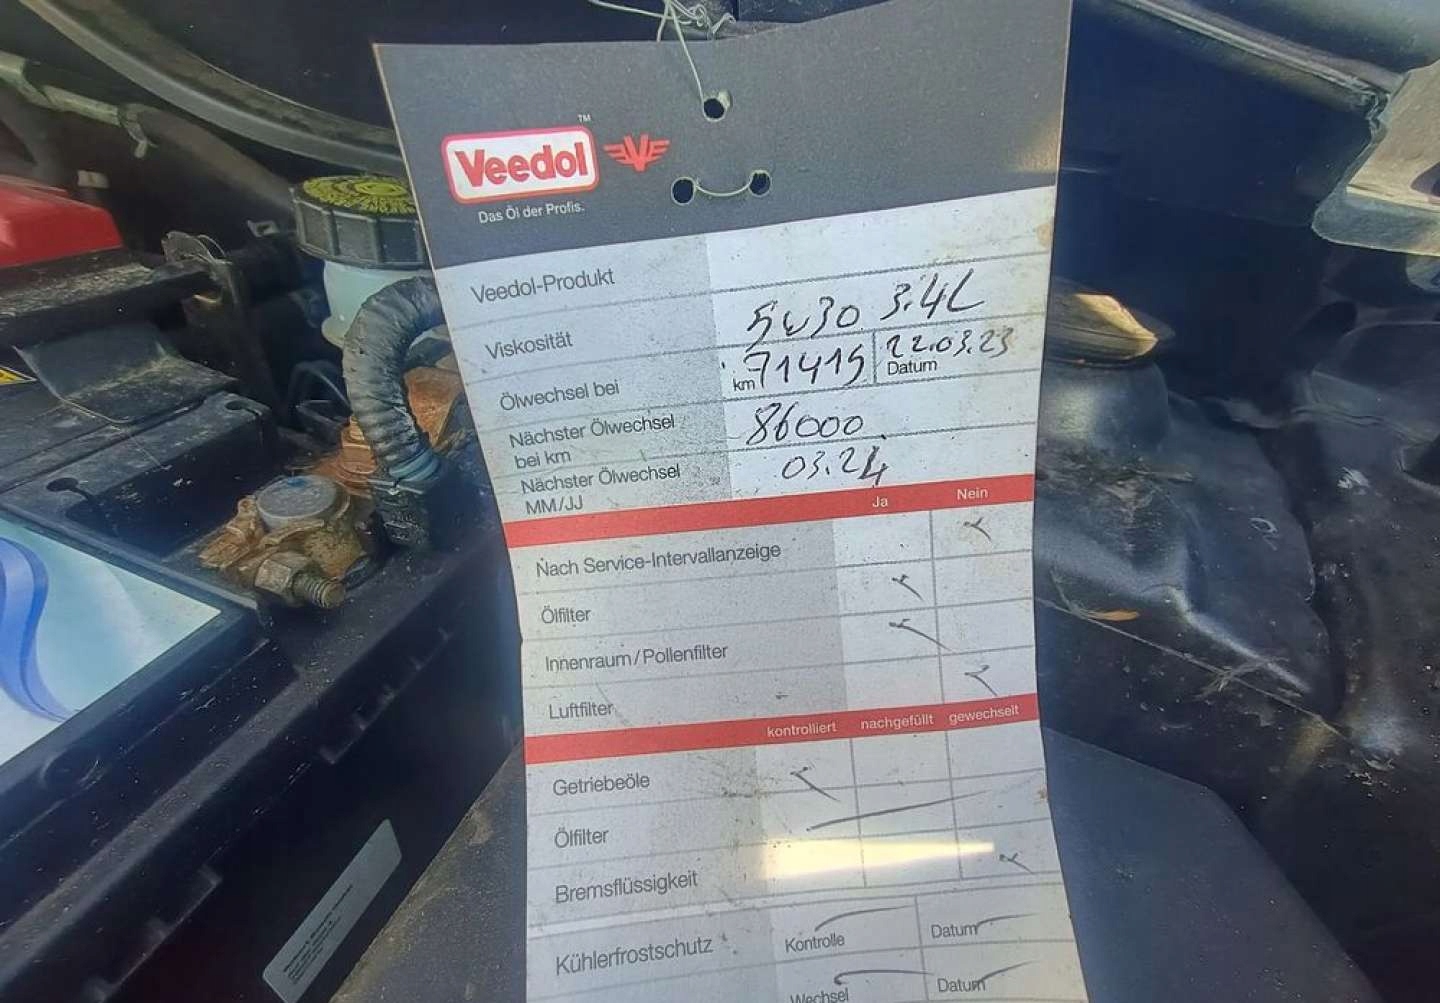 Veedol™
Das Öl der Profis.
Veedol-Produkt
Viskosität 5w30 3.4L
Ölwechsel bei km 71415 22.03.23 Datum
Nächster Ölwechsel bei km 86000
Nächster Ölwechsel MM/JJ 03.24
Ja Nein
Nach Service-Intervallanzeige
Ölfilter
Innenraum/Pollenfilter
Luftfilter
kontrolliert nachgefüllt gewechselt
Getriebeöle
Ölfilter
Bremsflüssigkeit
Kühlerfrostschutz Kontrolle Datum
Wechsel Datum